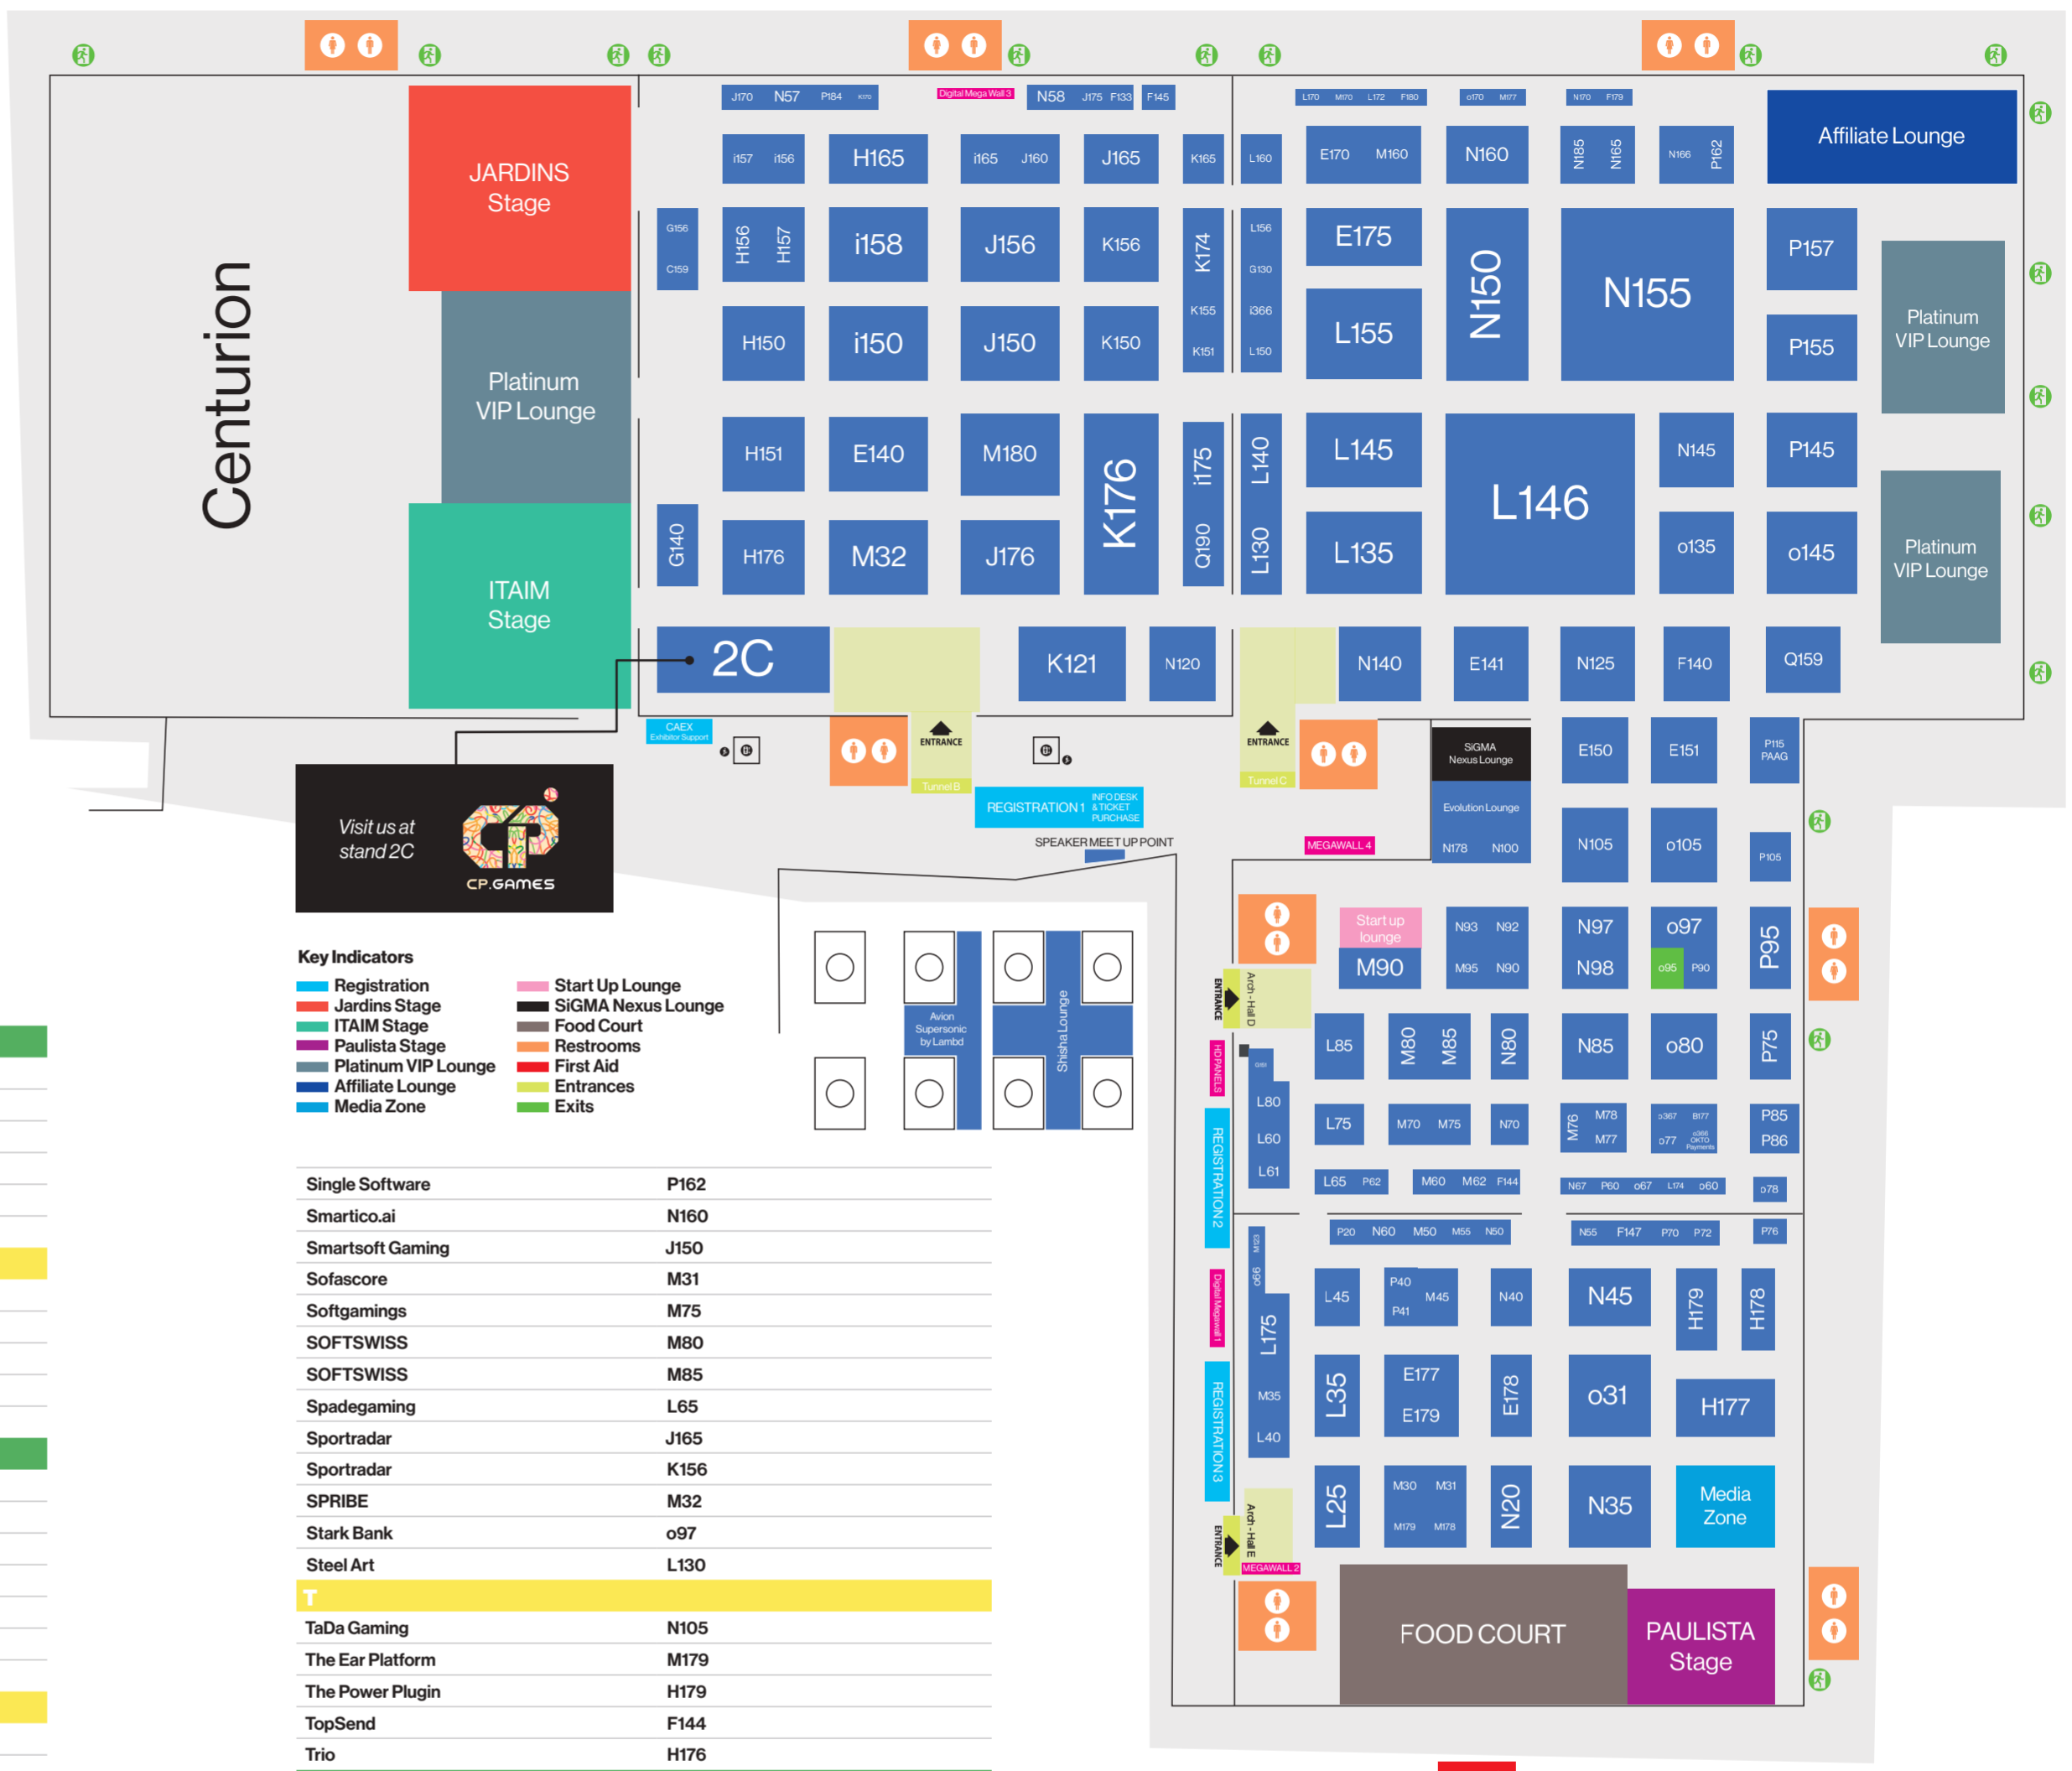 J170 N57 P184 K170
Digital Mega Wall 3
N58 J175 F133 F145
L170 M170 L172 F180
o170 M177
N170 F179
JARDINS
Stage
i157 i156
H165
i165 J160
J165
K165
L160
E170 M160
N160
N185 N165
N166 P162
Affiliate Lounge
Centurion
G156
C159
H156 H157
i158
J156
K156
K174
K155
K151
L156
G130
i366
L150
E175
L155
N150
N155
P157
P155
Platinum
VIP Lounge
Platinum
VIP Lounge
H150
i150
J150
K150
H151
E140
M180
K176
i175
Q190
L140
L130
L145
L135
L146
N145
o135
P145
o145
Platinum
VIP Lounge
ITAIM
Stage
G140
H176
M32
J176
2C
K121
N120
N140
E141
N125
F140
Q159
CAEX
Exhibitor Support
ENTRANCE
Tunnel B
ENTRANCE
Tunnel C
REGISTRATION 1
INFO DESK
& TICKET
PURCHASE
SPEAKER MEET UP POINT
MEGAWALL 4
SiGMA
Nexus Lounge
Evolution Lounge
N178 N100
E150
E151
P115
PAAG
N105
o105
P105
Visit us at
stand 2C
CP.GAMES
Start up
lounge
M90
N93 N92
M95 N90
N97
N98
o97
o95 P90
P95
ENTRANCE
Arch - Hall D
Avion
Supersonic
by Lambd
Shisha Lounge
Key Indicators
Registration
Jardins Stage
ITAIM Stage
Paulista Stage
Platinum VIP Lounge
Affiliate Lounge
Media Zone
Start Up Lounge
SiGMA Nexus Lounge
Food Court
Restrooms
First Aid
Entrances
Exits
HD PANELS
L80
L60
L61
L85
M80 M85
N80
N85
o80
P75
REGISTRATION 2
L75
M70 M75
N70
M76
M78
M77
o367 B177
o77
o366
OKTO
Payments
P85
P86
L65 P62
M60 M62 F144
N67 P60 o67 L174 o60
o78
P20 N60 M50 M55 N50
N55 F147 P70 P72
P76
M123
o66
L175
M35
L40
Digital Megawall 1
L45
P40
P41
M45
N40
N45
H179
H178
REGISTRATION 3
L35
E177
E179
E178
o31
H177
L25
M30 M31
M179 M178
N20
N35
Media
Zone
ENTRANCE
Arch - Hall E
MEGAWALL 2
FOOD COURT
PAULISTA
Stage
Single Software P162
Smartico.ai N160
Smartsoft Gaming J150
Sofascore M31
Softgamings M75
SOFTSWISS M80
SOFTSWISS M85
Spadegaming L65
Sportradar J165
Sportradar K156
SPRIBE M32
Stark Bank o97
Steel Art L130
T
TaDa Gaming N105
The Ear Platform M179
The Power Plugin H179
TopSend F144
Trio H176